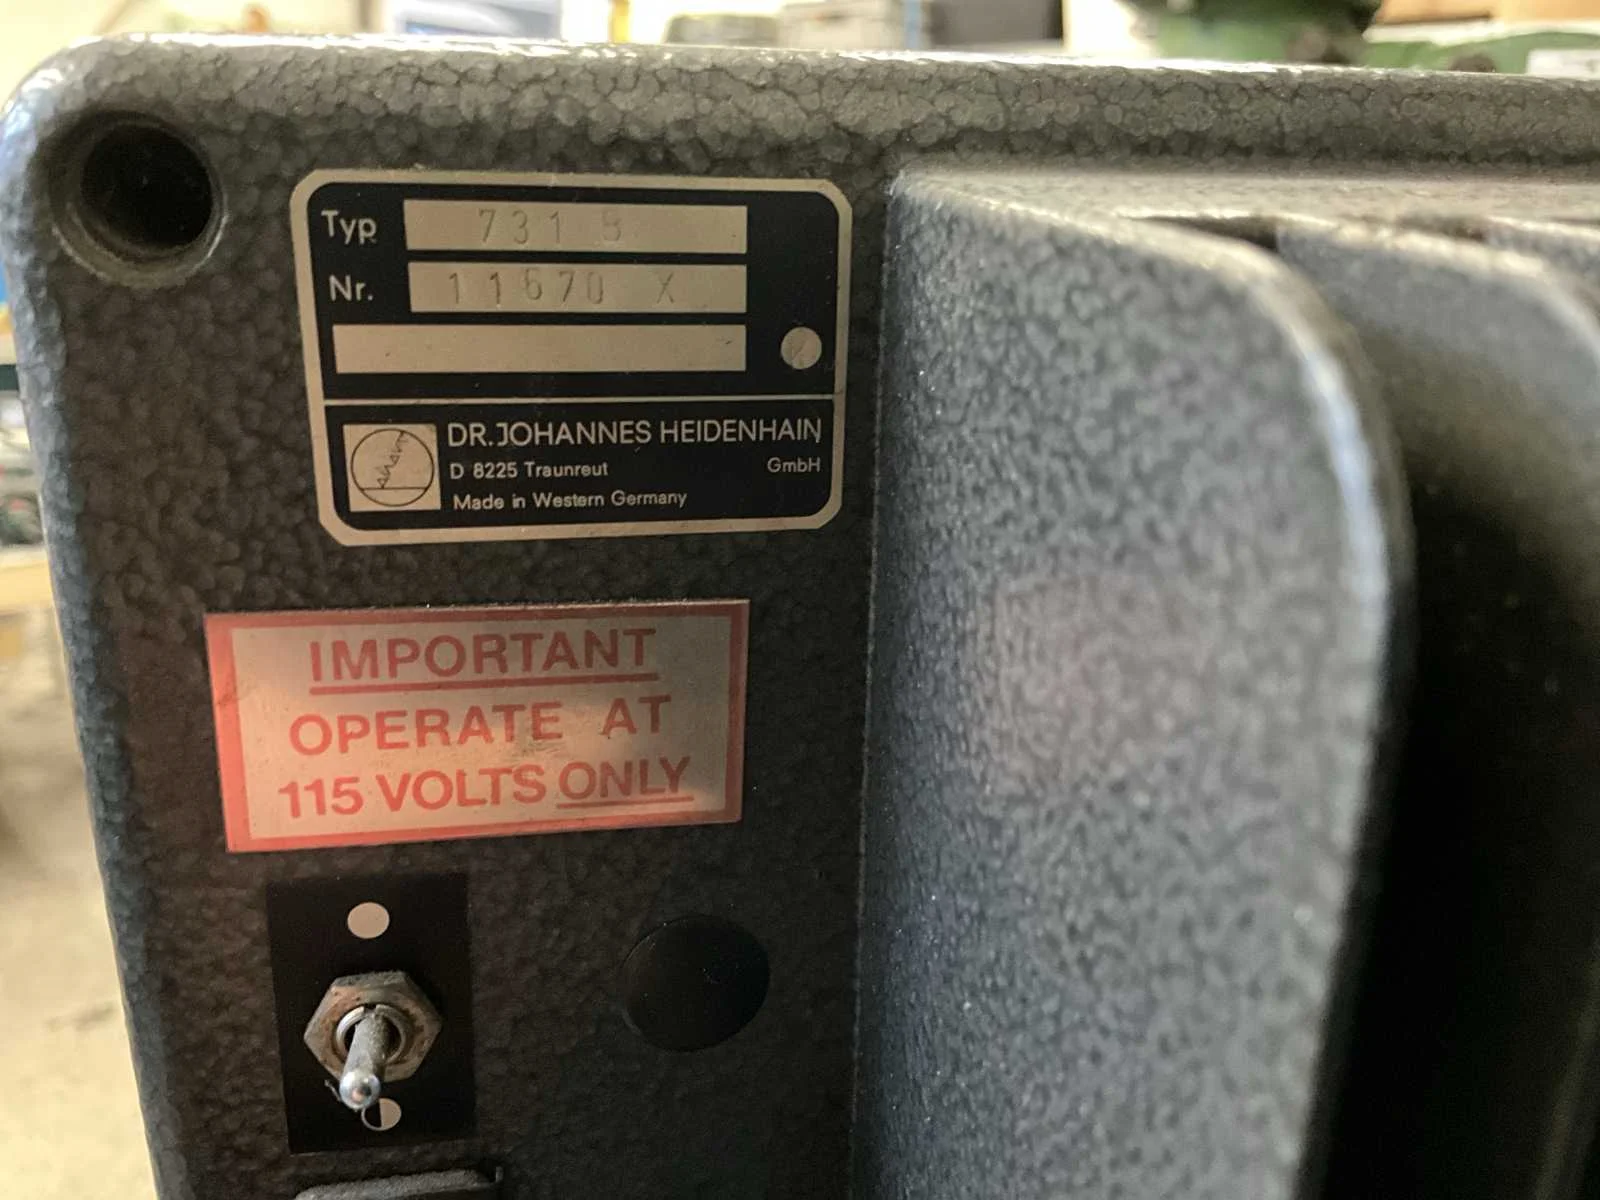 Typ 731 B
Nr. 11670 X
DR. JOHANNES HEIDENHAIN
D 8225 Traunreut GmbH
Made in Western Germany
IMPORTANT
OPERATE AT
115 VOLTS ONLY